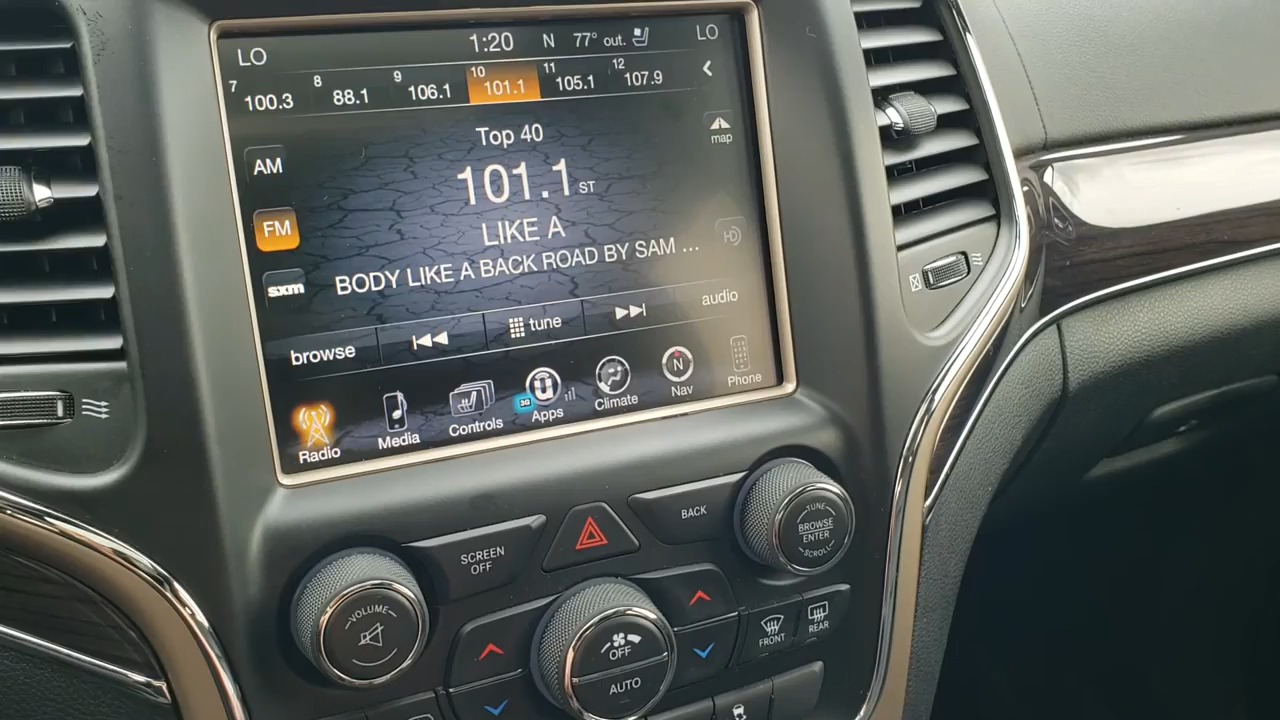 LO 1:20 N 77° out. LO
7 100.3 8 88.1 9 106.1 10 101.1 11 105.1 12 107.9
Top 40
map
AM
101.1 ST
FM
LIKE A
HD
BODY LIKE A BACK ROAD BY SAM ...
sxm
browse tune audio
Radio Media Controls 3G Apps Climate N Nav Phone
SCREEN
OFF
BACK
TUNE
BROWSE
ENTER
SCROLL
VOLUME
OFF
AUTO
FRONT
REAR